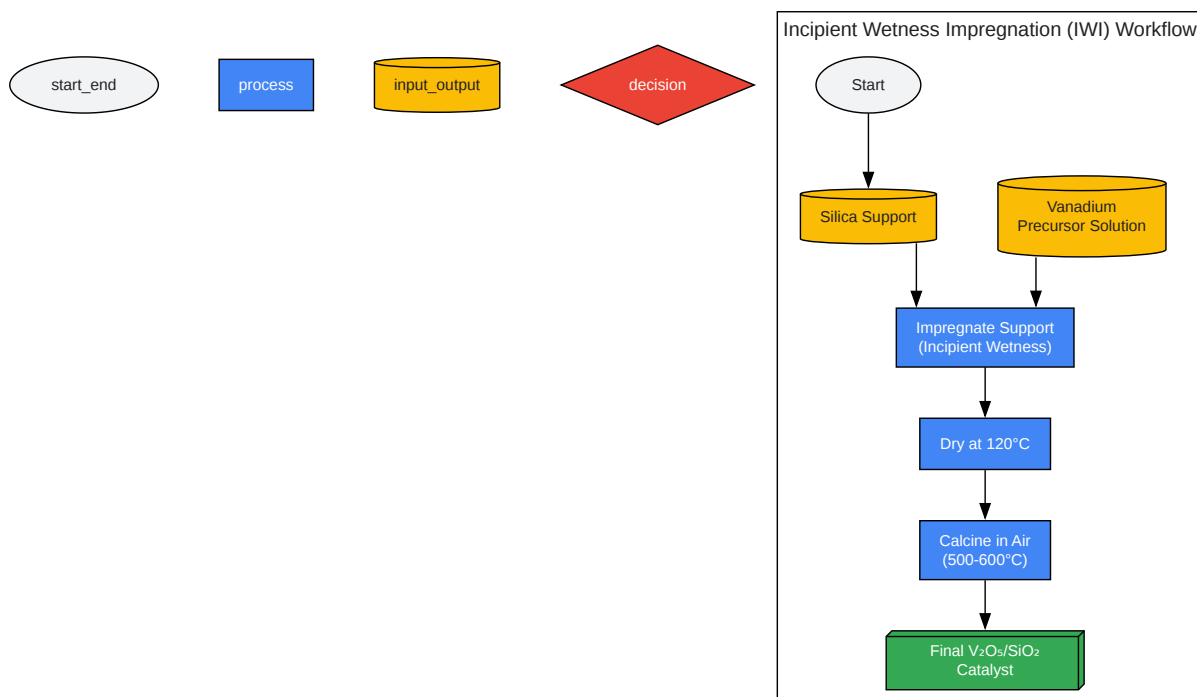 Incipient Wetness Impregnation (IWI) Workflow
start_end
process
input_output
decision
Start
Silica Support
Vanadium
Precursor Solution
Impregnate Support
(Incipient Wetness)
Dry at 120°C
Calcine in Air
(500-600°C)
Final V₂O₅/SiO₂
Catalyst